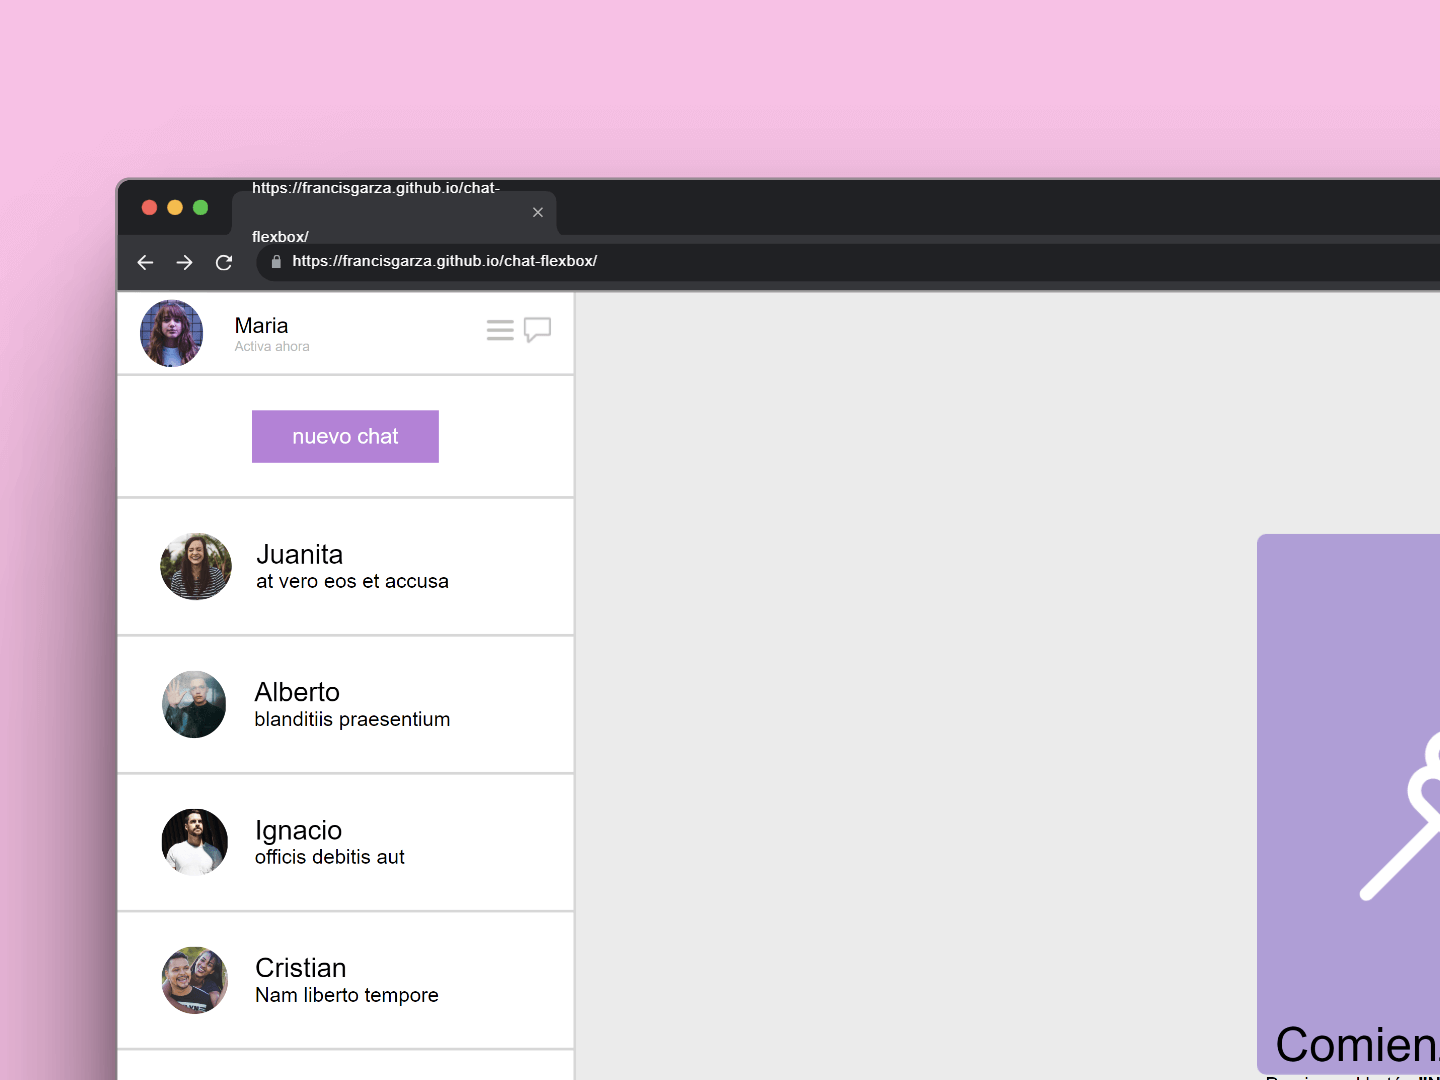 https://francisgarza.github.io/chat-
flexbox/
https://francisgarza.github.io/chat-flexbox/
Maria
Activa ahora
nuevo chat
Juanita
at vero eos et accusa
Alberto
blanditiis praesentium
Ignacio
officis debitis aut
Cristian
Nam liberto tempore
Comien